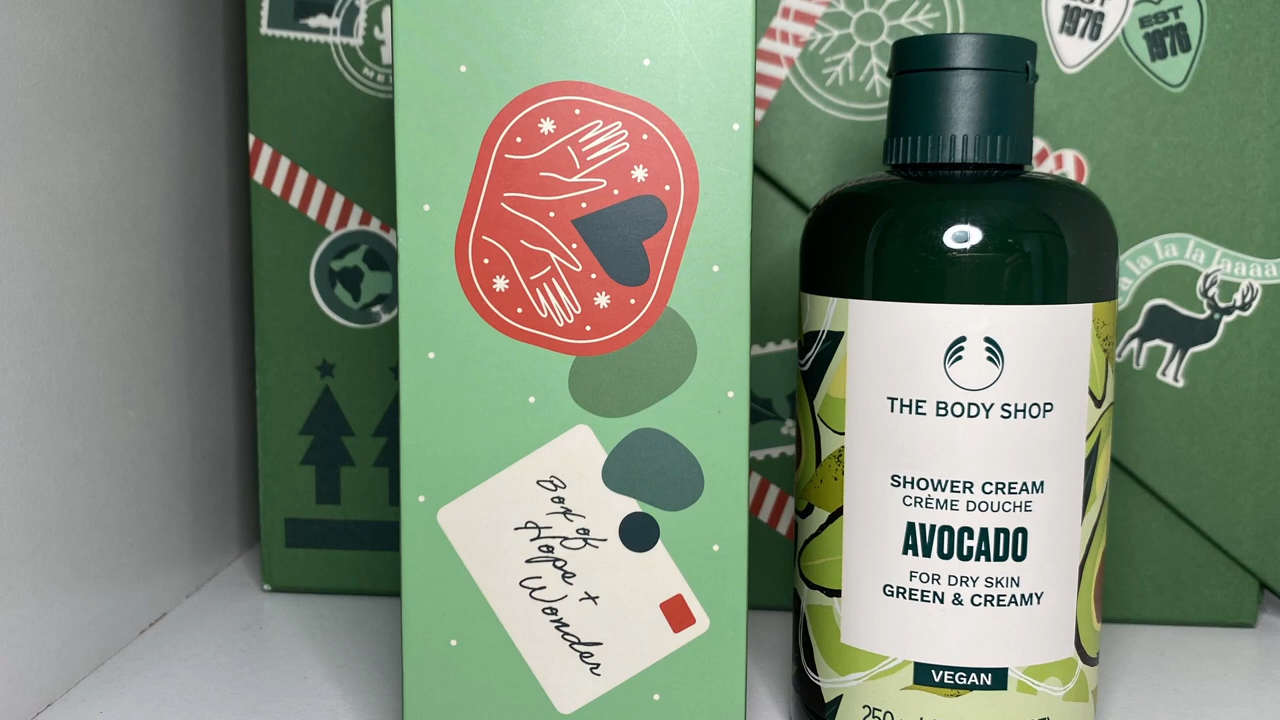 EST
1976
EST
1976
la la la laaaa
Box of
Hope +
Wonder
THE BODY SHOP
SHOWER CREAM
CRÈME DOUCHE
AVOCADO
FOR DRY SKIN
GREEN & CREAMY
VEGAN
250